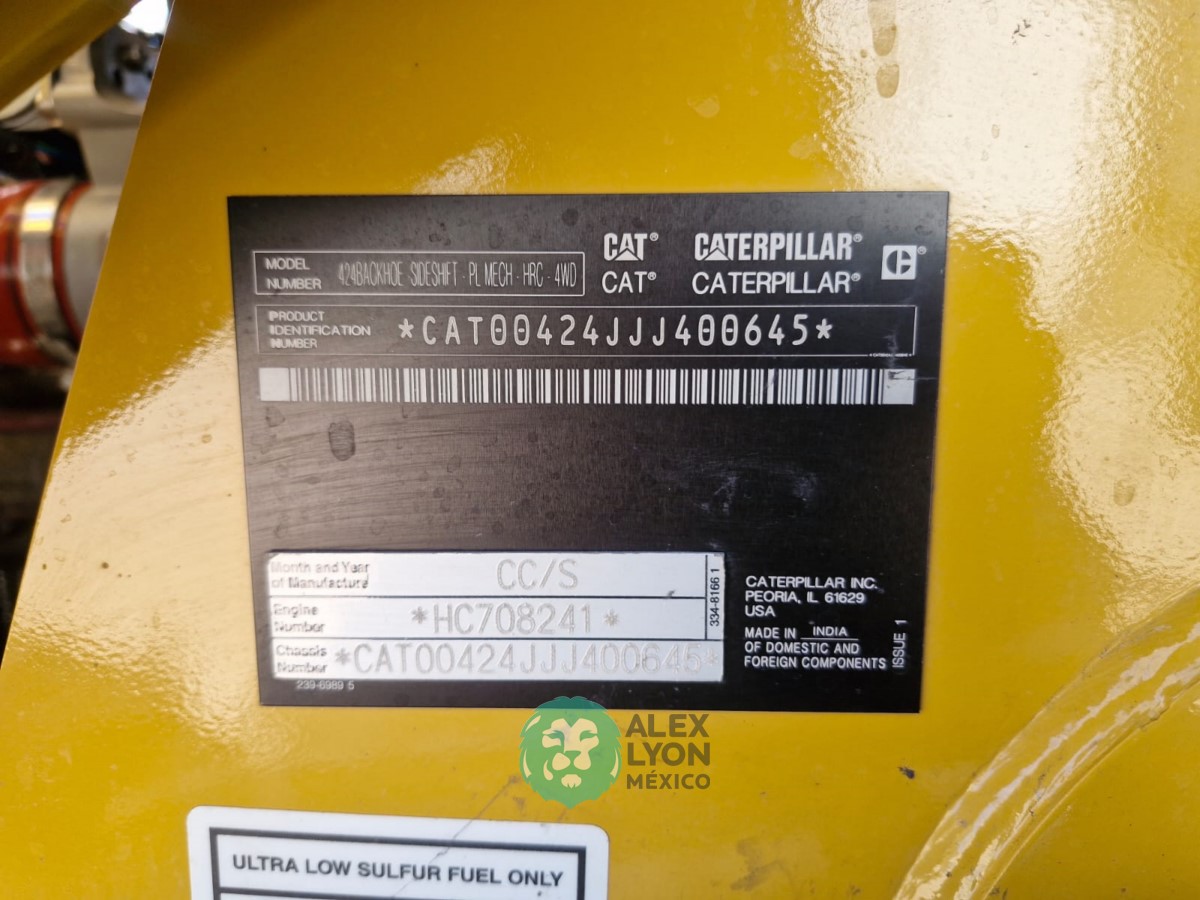 CAT® CATERPILLAR®
CAT® CATERPILLAR®
MODEL NUMBER 424BACKHOE SIDESHIFT - PL MECH - HRC - 4WD
PRODUCT IDENTIFICATION NUMBER *CAT00424JJJ400645*
Month and Year of Manufacture CC/S
Engine Number *HC708241*
Chassis Number *CAT00424JJJ400645*
334-8166 1
239-6989 5
CATERPILLAR INC.
PEORIA, IL 61629
USA
MADE IN INDIA
OF DOMESTIC AND
FOREIGN COMPONENTS
ISSUE 1
ALEX
LYON
MÉXICO
ULTRA LOW SULFUR FUEL ONLY